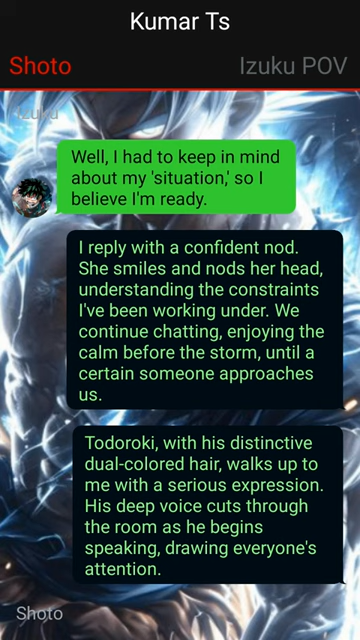 Kumar Ts
Shoto
Izuku POV
Izuku
Well, I had to keep in mind
about my 'situation,' so I
believe I'm ready.
I reply with a confident nod.
She smiles and nods her head,
understanding the constraints
I've been working under. We
continue chatting, enjoying the
calm before the storm, until a
certain someone approaches
us.
Todoroki, with his distinctive
dual-colored hair, walks up to
me with a serious expression.
His deep voice cuts through
the room as he begins
speaking, drawing everyone's
attention.
Shoto